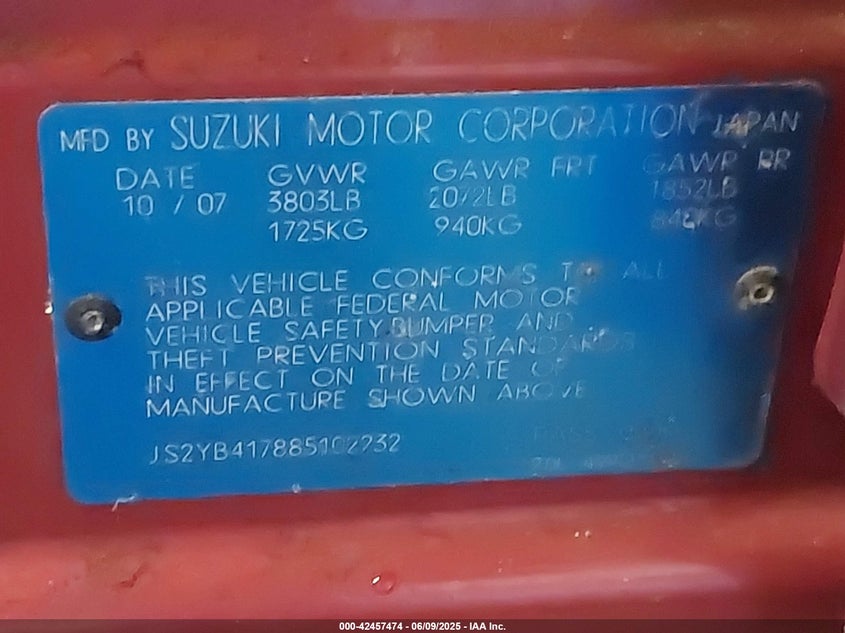 MFD BY SUZUKI MOTOR CORPORATION JAPAN
DATE GVWR GAWR FRT GAWR RR
10 / 07 3803LB 2072LB 1852LB
1725KG 940KG 840KG
THIS VEHICLE CONFORMS TO ALL
APPLICABLE FEDERAL MOTOR
VEHICLE SAFETY,BUMPER AND
THEFT PREVENTION STANDARDS
IN EFFECT ON THE DATE OF
MANUFACTURE SHOWN ABOVE
JS2YB417885102232
000-42457474 - 06/09/2025 - IAA Inc.